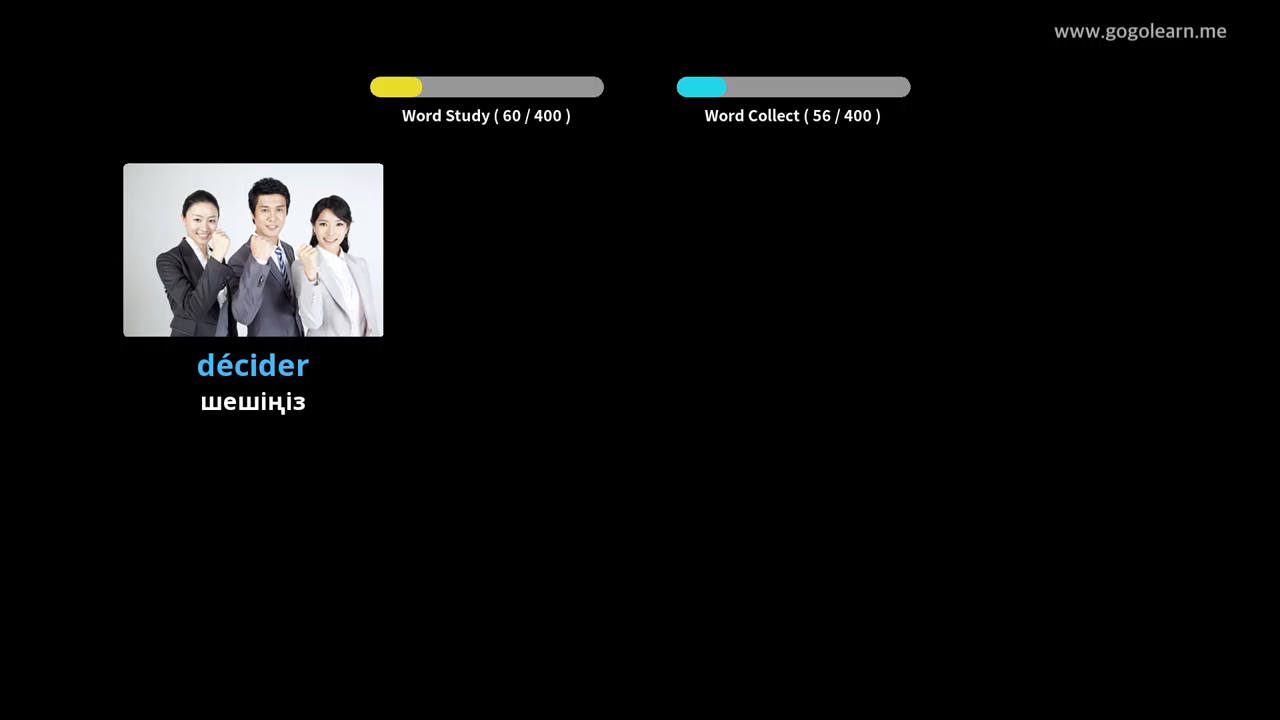 www.gogolearn.me
Word Study ( 60 / 400 )
Word Collect ( 56 / 400 )
décider
шешіңіз